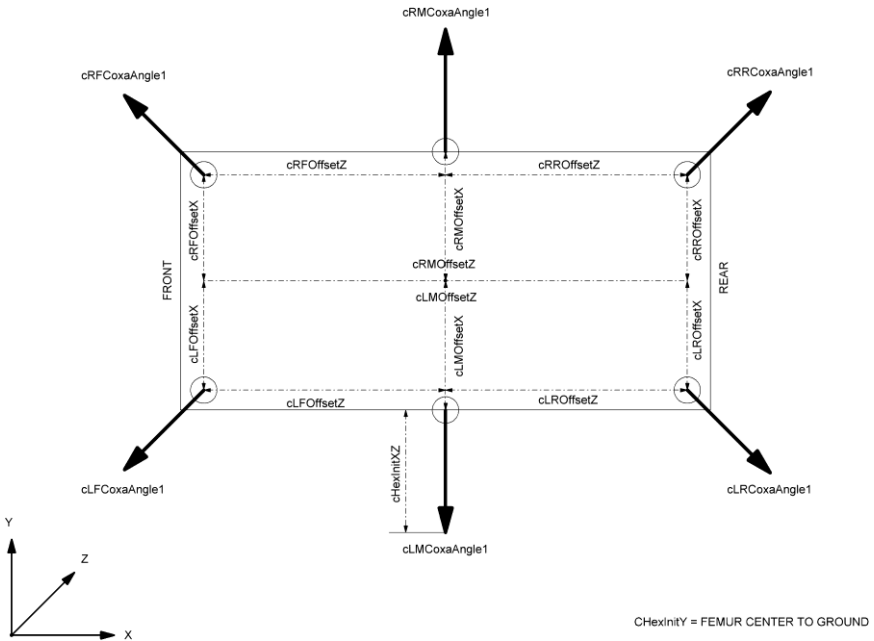 cRMCoxaAngle1
cRFCoxaAngle1
cRRCoxaAngle1
cRFOffsetZ
cRROffsetZ
cRFOffsetX
cRMOffsetX
cRROffsetX
FRONT
cRMOffsetZ
REAR
cLMOffsetZ
cLFOffsetX
cLMOffsetX
cLROffsetX
cLFOffsetZ
cLROffsetZ
cHexInitXZ
cLFCoxaAngle1
cLRCoxaAngle1
cLMCoxaAngle1
Y
Z
X
CHexInitY = FEMUR CENTER TO GROUND